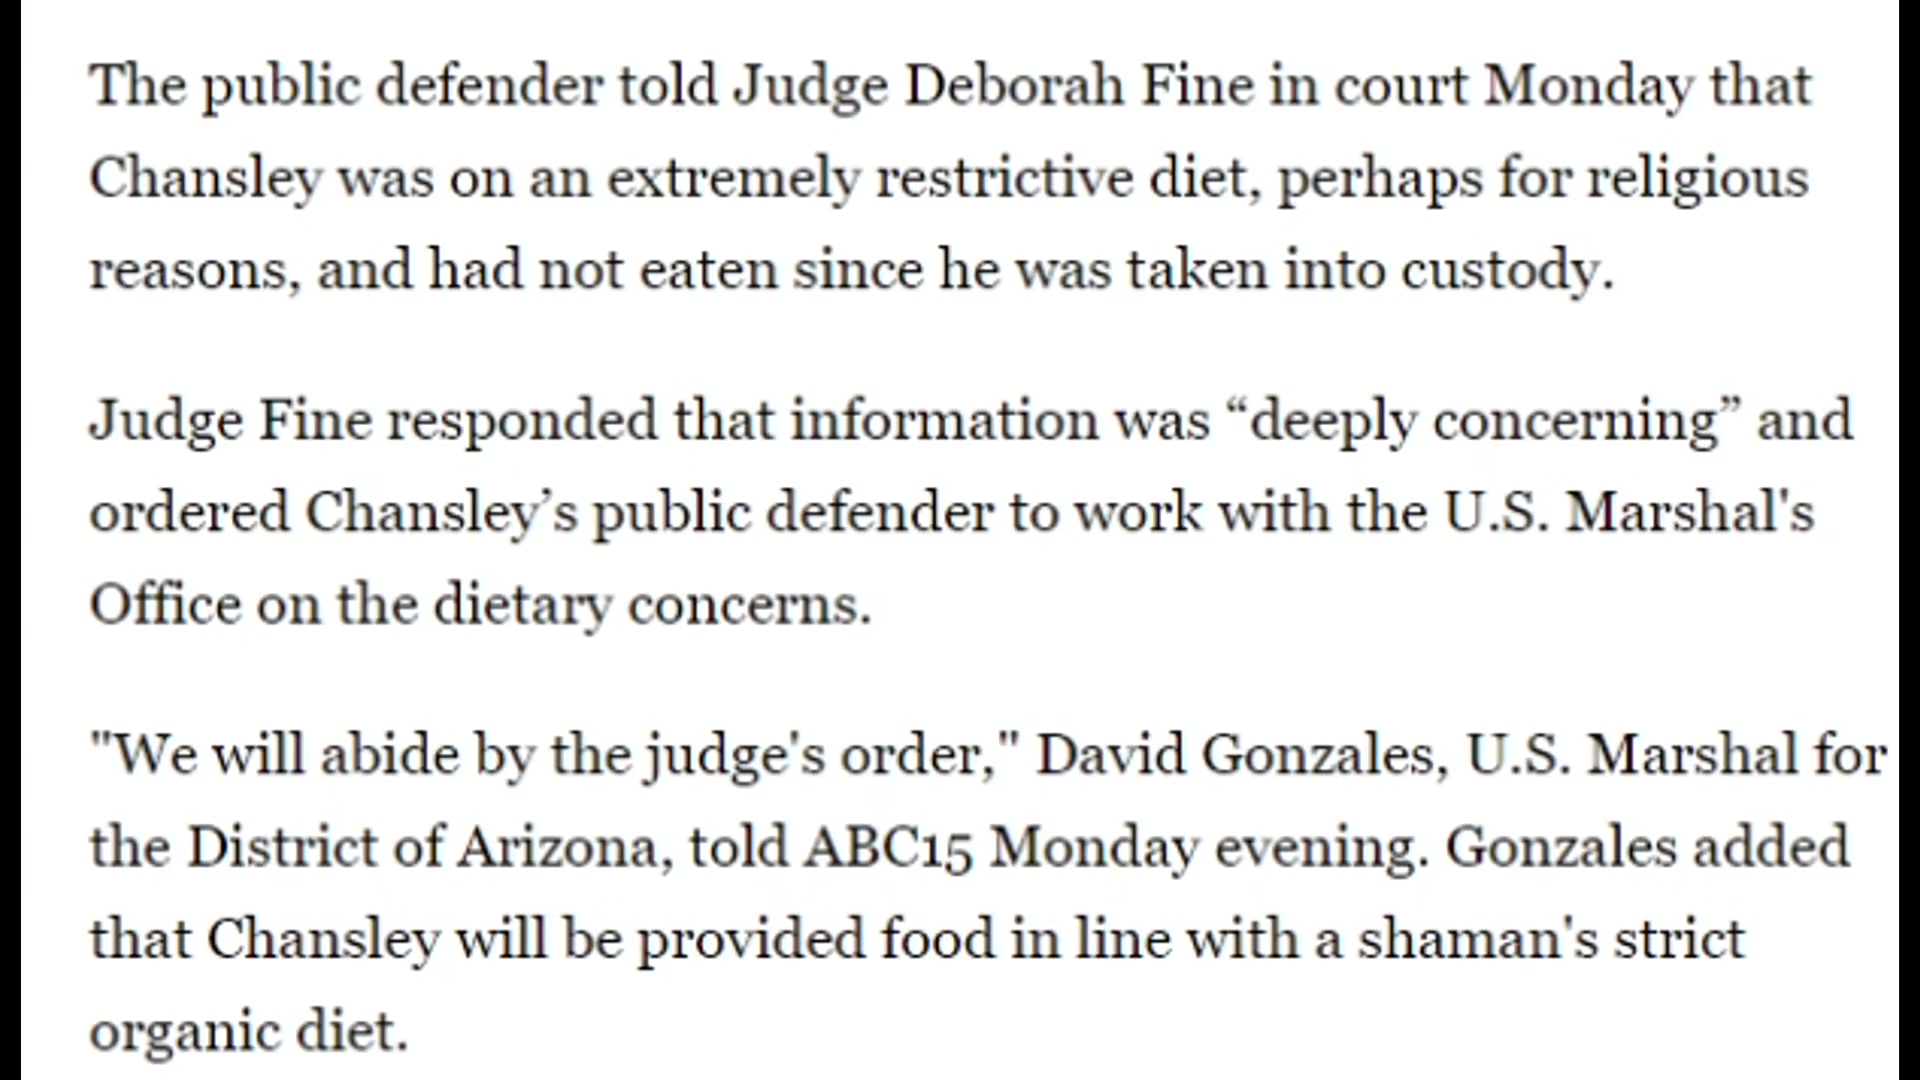 The public defender told Judge Deborah Fine in court Monday that
Chansley was on an extremely restrictive diet, perhaps for religious
reasons, and had not eaten since he was taken into custody.
Judge Fine responded that information was “deeply concerning” and
ordered Chansley’s public defender to work with the U.S. Marshal's
Office on the dietary concerns.
"We will abide by the judge's order," David Gonzales, U.S. Marshal for
the District of Arizona, told ABC15 Monday evening. Gonzales added
that Chansley will be provided food in line with a shaman's strict
organic diet.